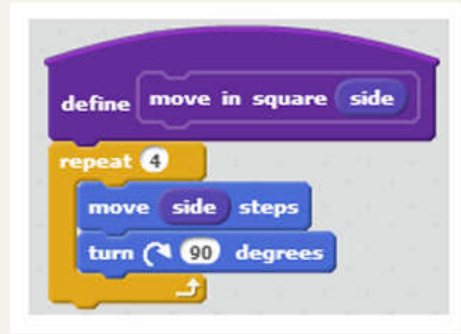 define move in square side
repeat 4
move side steps
turn 90 degrees